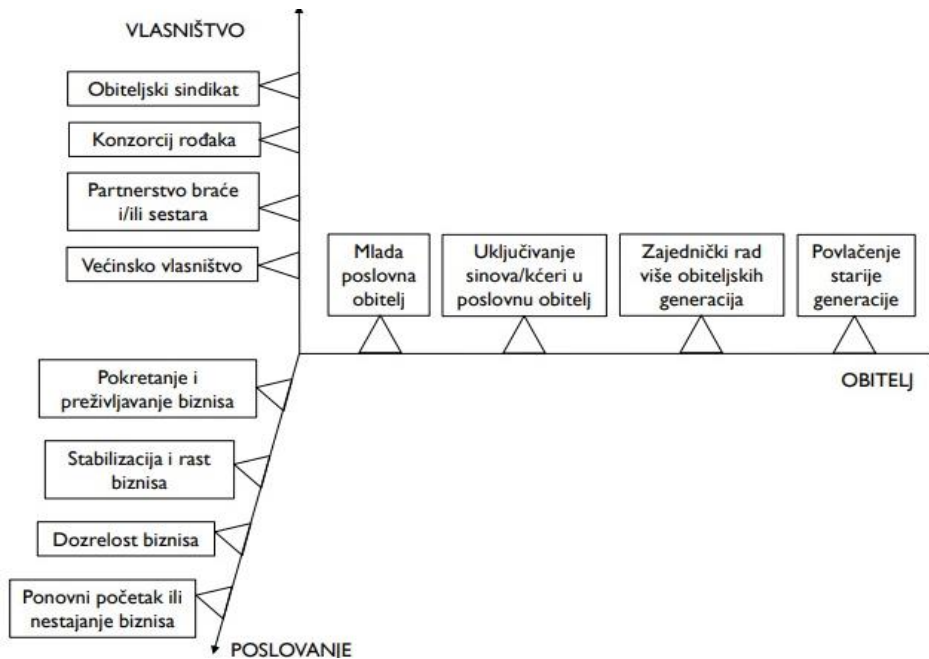 VLASNIŠTVO
Obiteljski sindikat
Konzorcij rođaka
Partnerstvo braće
i/ili sestara
Većinsko vlasništvo
Mlada
poslovna
obitelj
Uključivanje
sinova/kćeri u
poslovnu obitelj
Zajednički rad
više obiteljskih
generacija
Povlačenje
starije
generacije
OBITELJ
Pokretanje i
preživljavanje biznisa
Stabilizacija i rast
biznisa
Dozrelost biznisa
Ponovni početak ili
nestajanje biznisa
POSLOVANJE